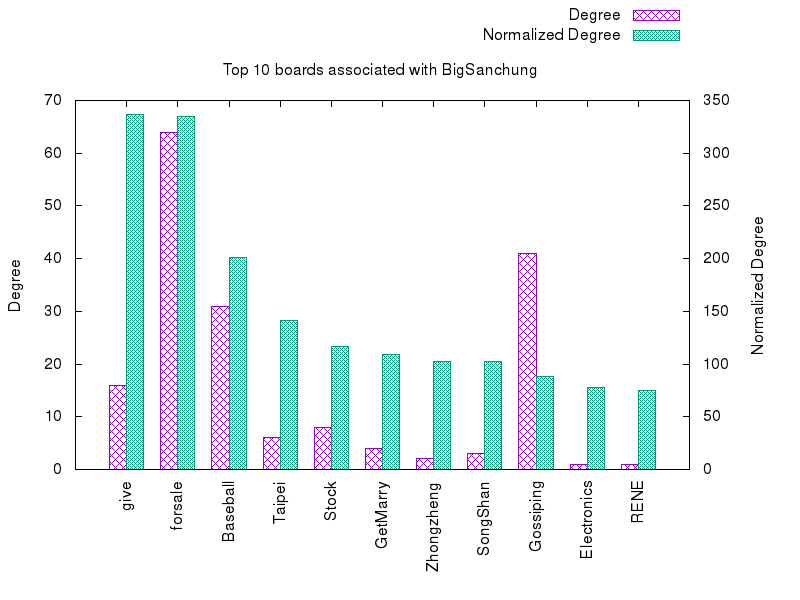 Degree
Normalized Degree
Top 10 boards associated with BigSanchung
70 350
60 300
50 250
40 200
30 150
20 100
10 50
0 0
Degree
Normalized Degree
give
forsale
Baseball
Taipei
Stock
GetMarry
Zhongzheng
SongShan
Gossiping
Electronics
RENE